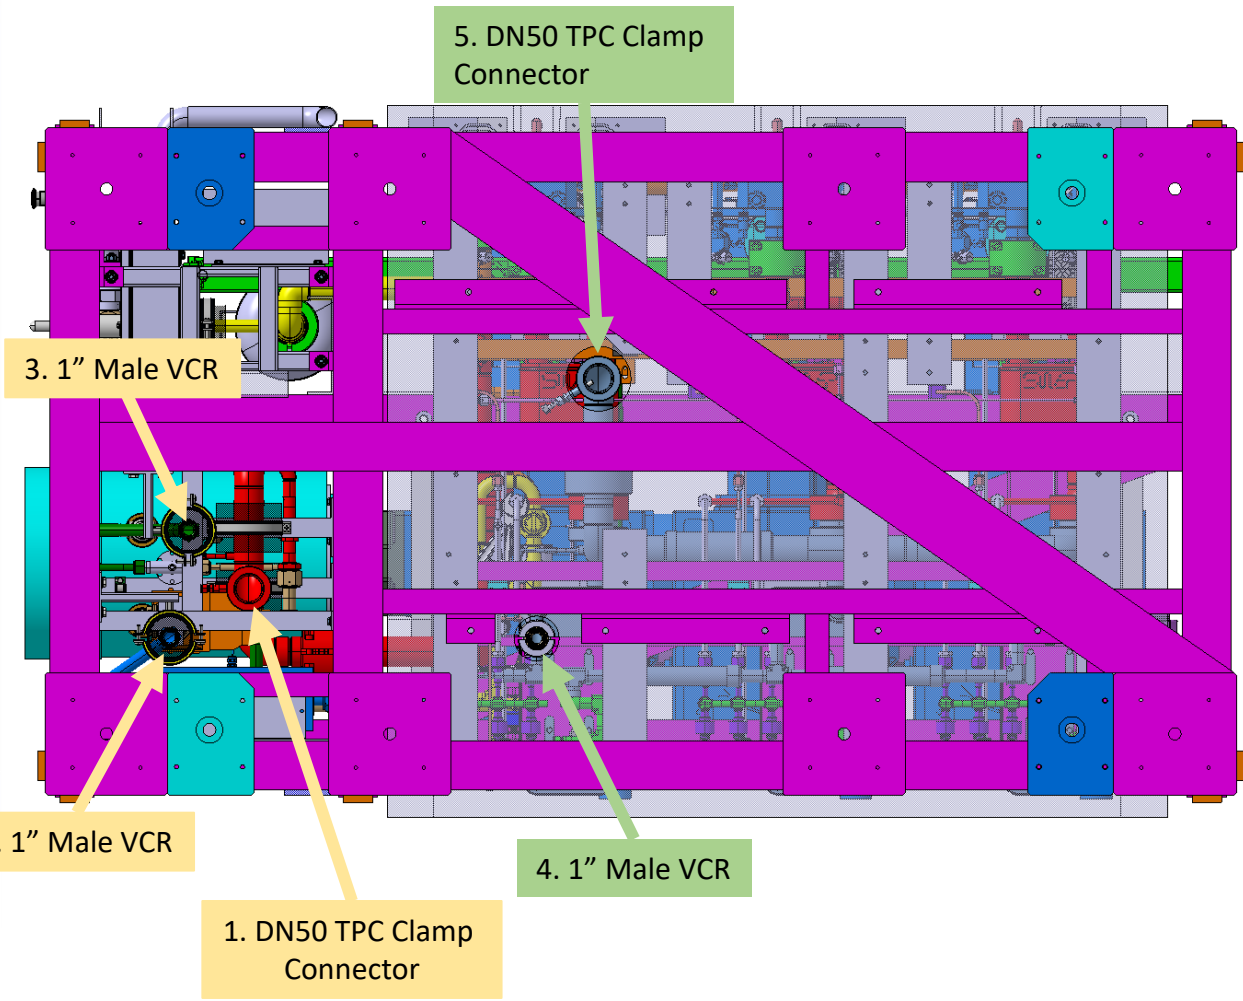 5. DN50 TPC Clamp
Connector
3. 1” Male VCR
. 1” Male VCR
4. 1” Male VCR
1. DN50 TPC Clamp
Connector